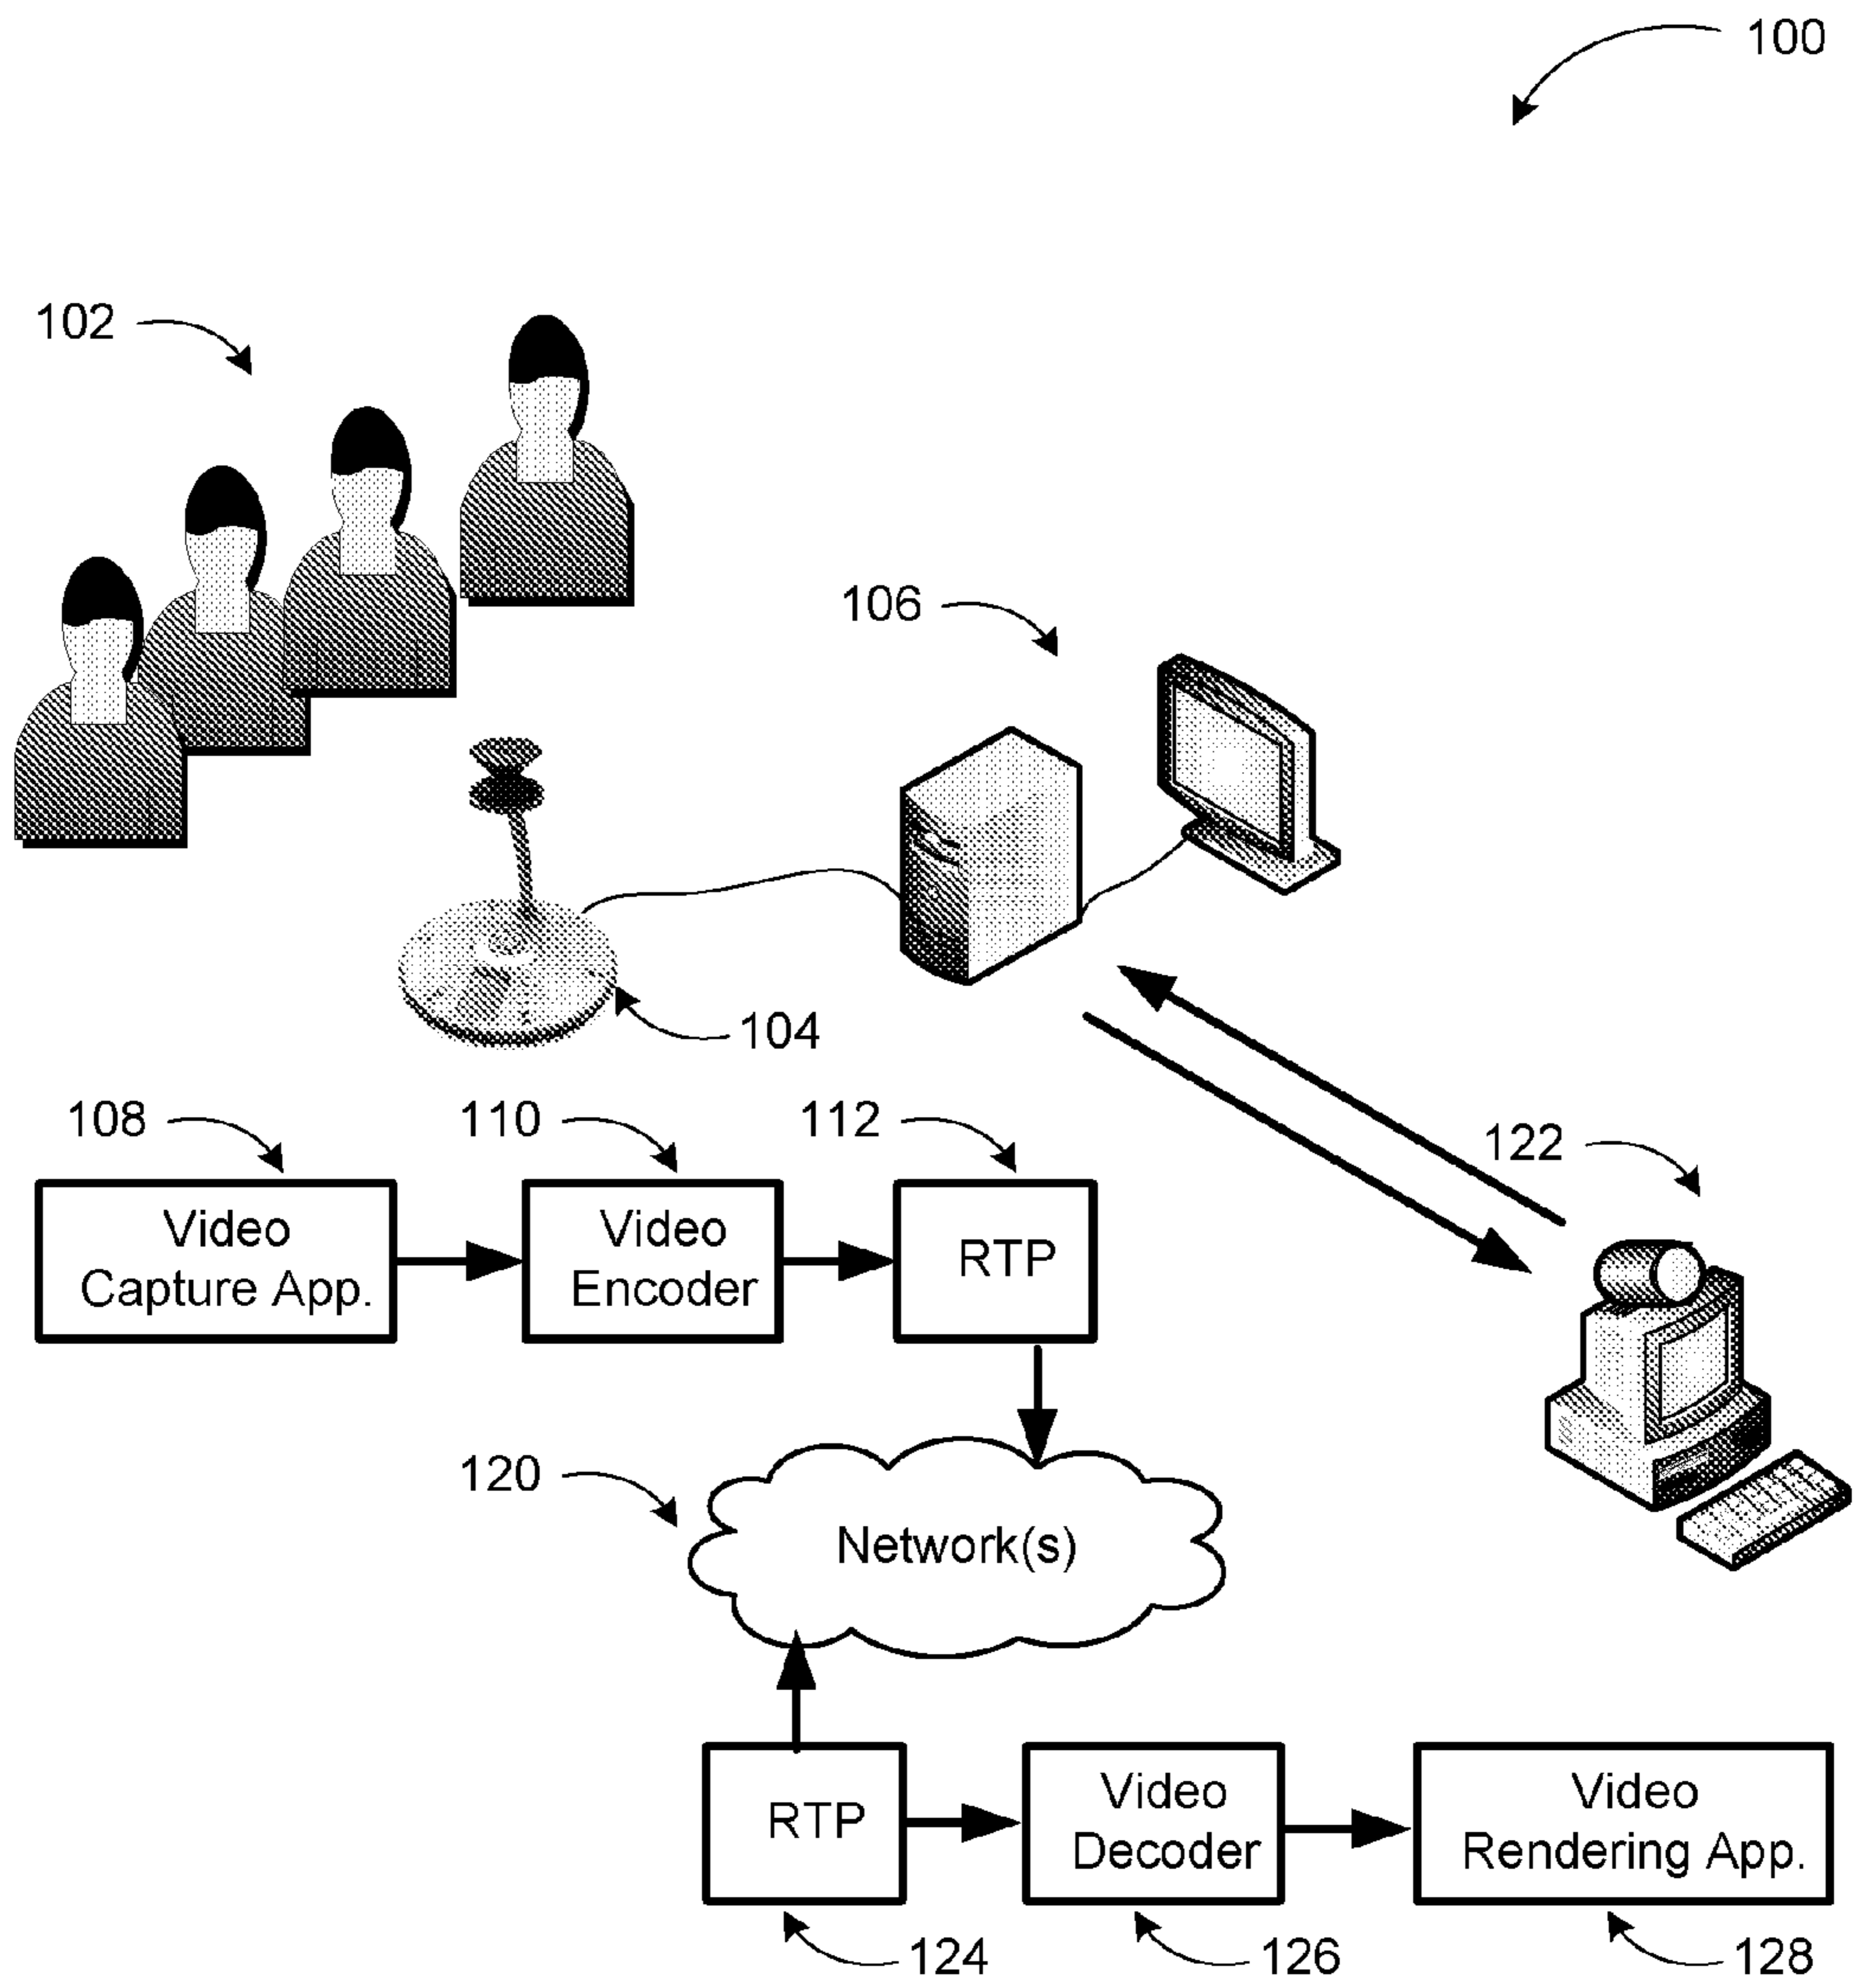 100
102
106
104
108
110
112
122
Video
Capture App.
Video
Encoder
RTP
120
Network(s)
RTP
Video
Decoder
Video
Rendering App.
124
126
128